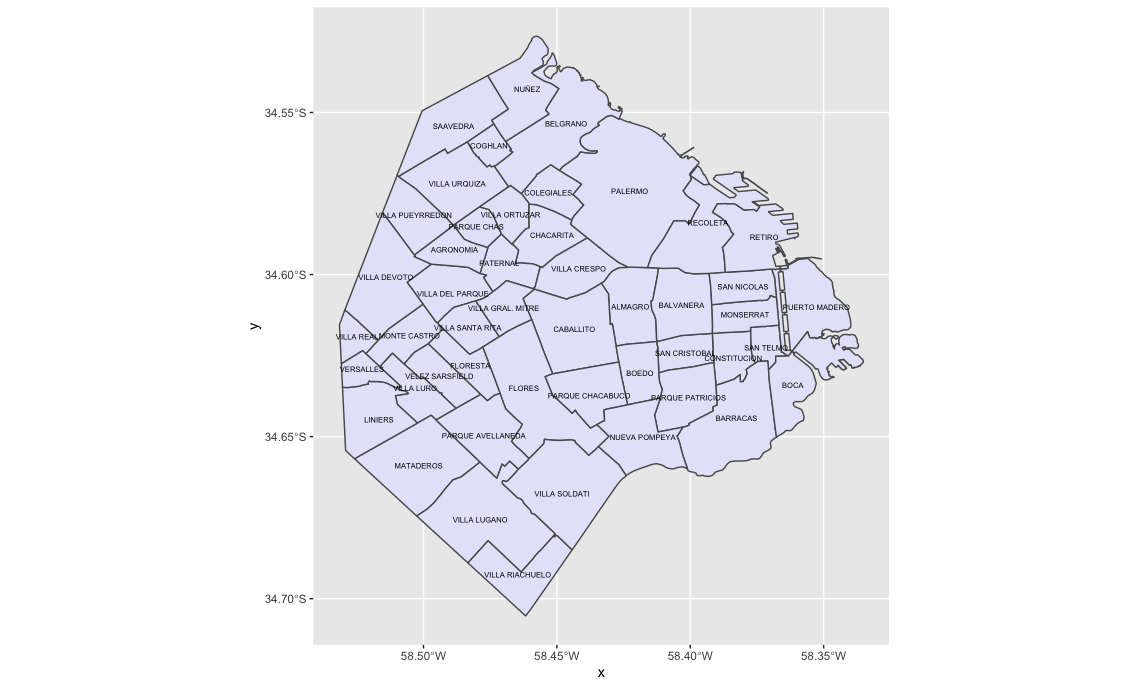 NUÑEZ
34.55°S
BELGRANO
SAAVEDRA
COGHLAN
VILLA URQUIZA
PALERMO
COLEGIALES
VILLA PUEYRREDON
VILLA ORTUZAR
RECOLETA
PARQUE CHAS
CHACARITA
RETIRO
AGRONOMIA
PATERNAL
VILLA CRESPO
34.60°S
VILLA DEVOTO
SAN NICOLAS
VILLA DEL PARQUE
BALVANERA
ALMAGRO
PUERTO MADERO
VILLA GRAL. MITRE
MONSERRAT
y
VILLA SANTA RITA
CABALLITO
VILLA REAL
MONTE CASTRO
SAN TELMO
SAN CRISTOBAL
CONSTITUCION
FLORESTA
VERSALLES
BOEDO
VELEZ SARSFIELD
BOCA
VILLA LURO
FLORES
PARQUE CHACABUCO
PARQUE PATRICIOS
LINIERS
BARRACAS
34.65°S
PARQUE AVELLANEDA
NUEVA POMPEYA
MATADEROS
VILLA SOLDATI
VILLA LUGANO
VILLA RIACHUELO
34.70°S
58.50°W 58.45°W 58.40°W 58.35°W
x